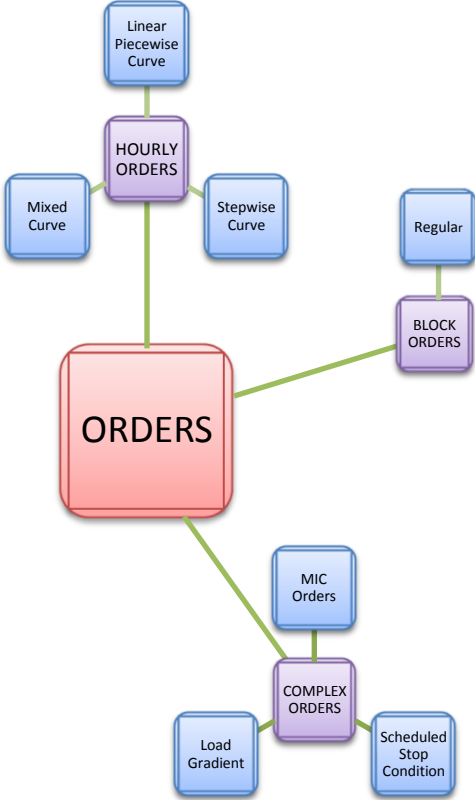 Linear
Piecewise
Curve
HOURLY
ORDERS
Mixed
Curve
Stepwise
Curve
Regular
BLOCK
ORDERS
ORDERS
MIC
Orders
COMPLEX
ORDERS
Load
Gradient
Scheduled
Stop
Condition